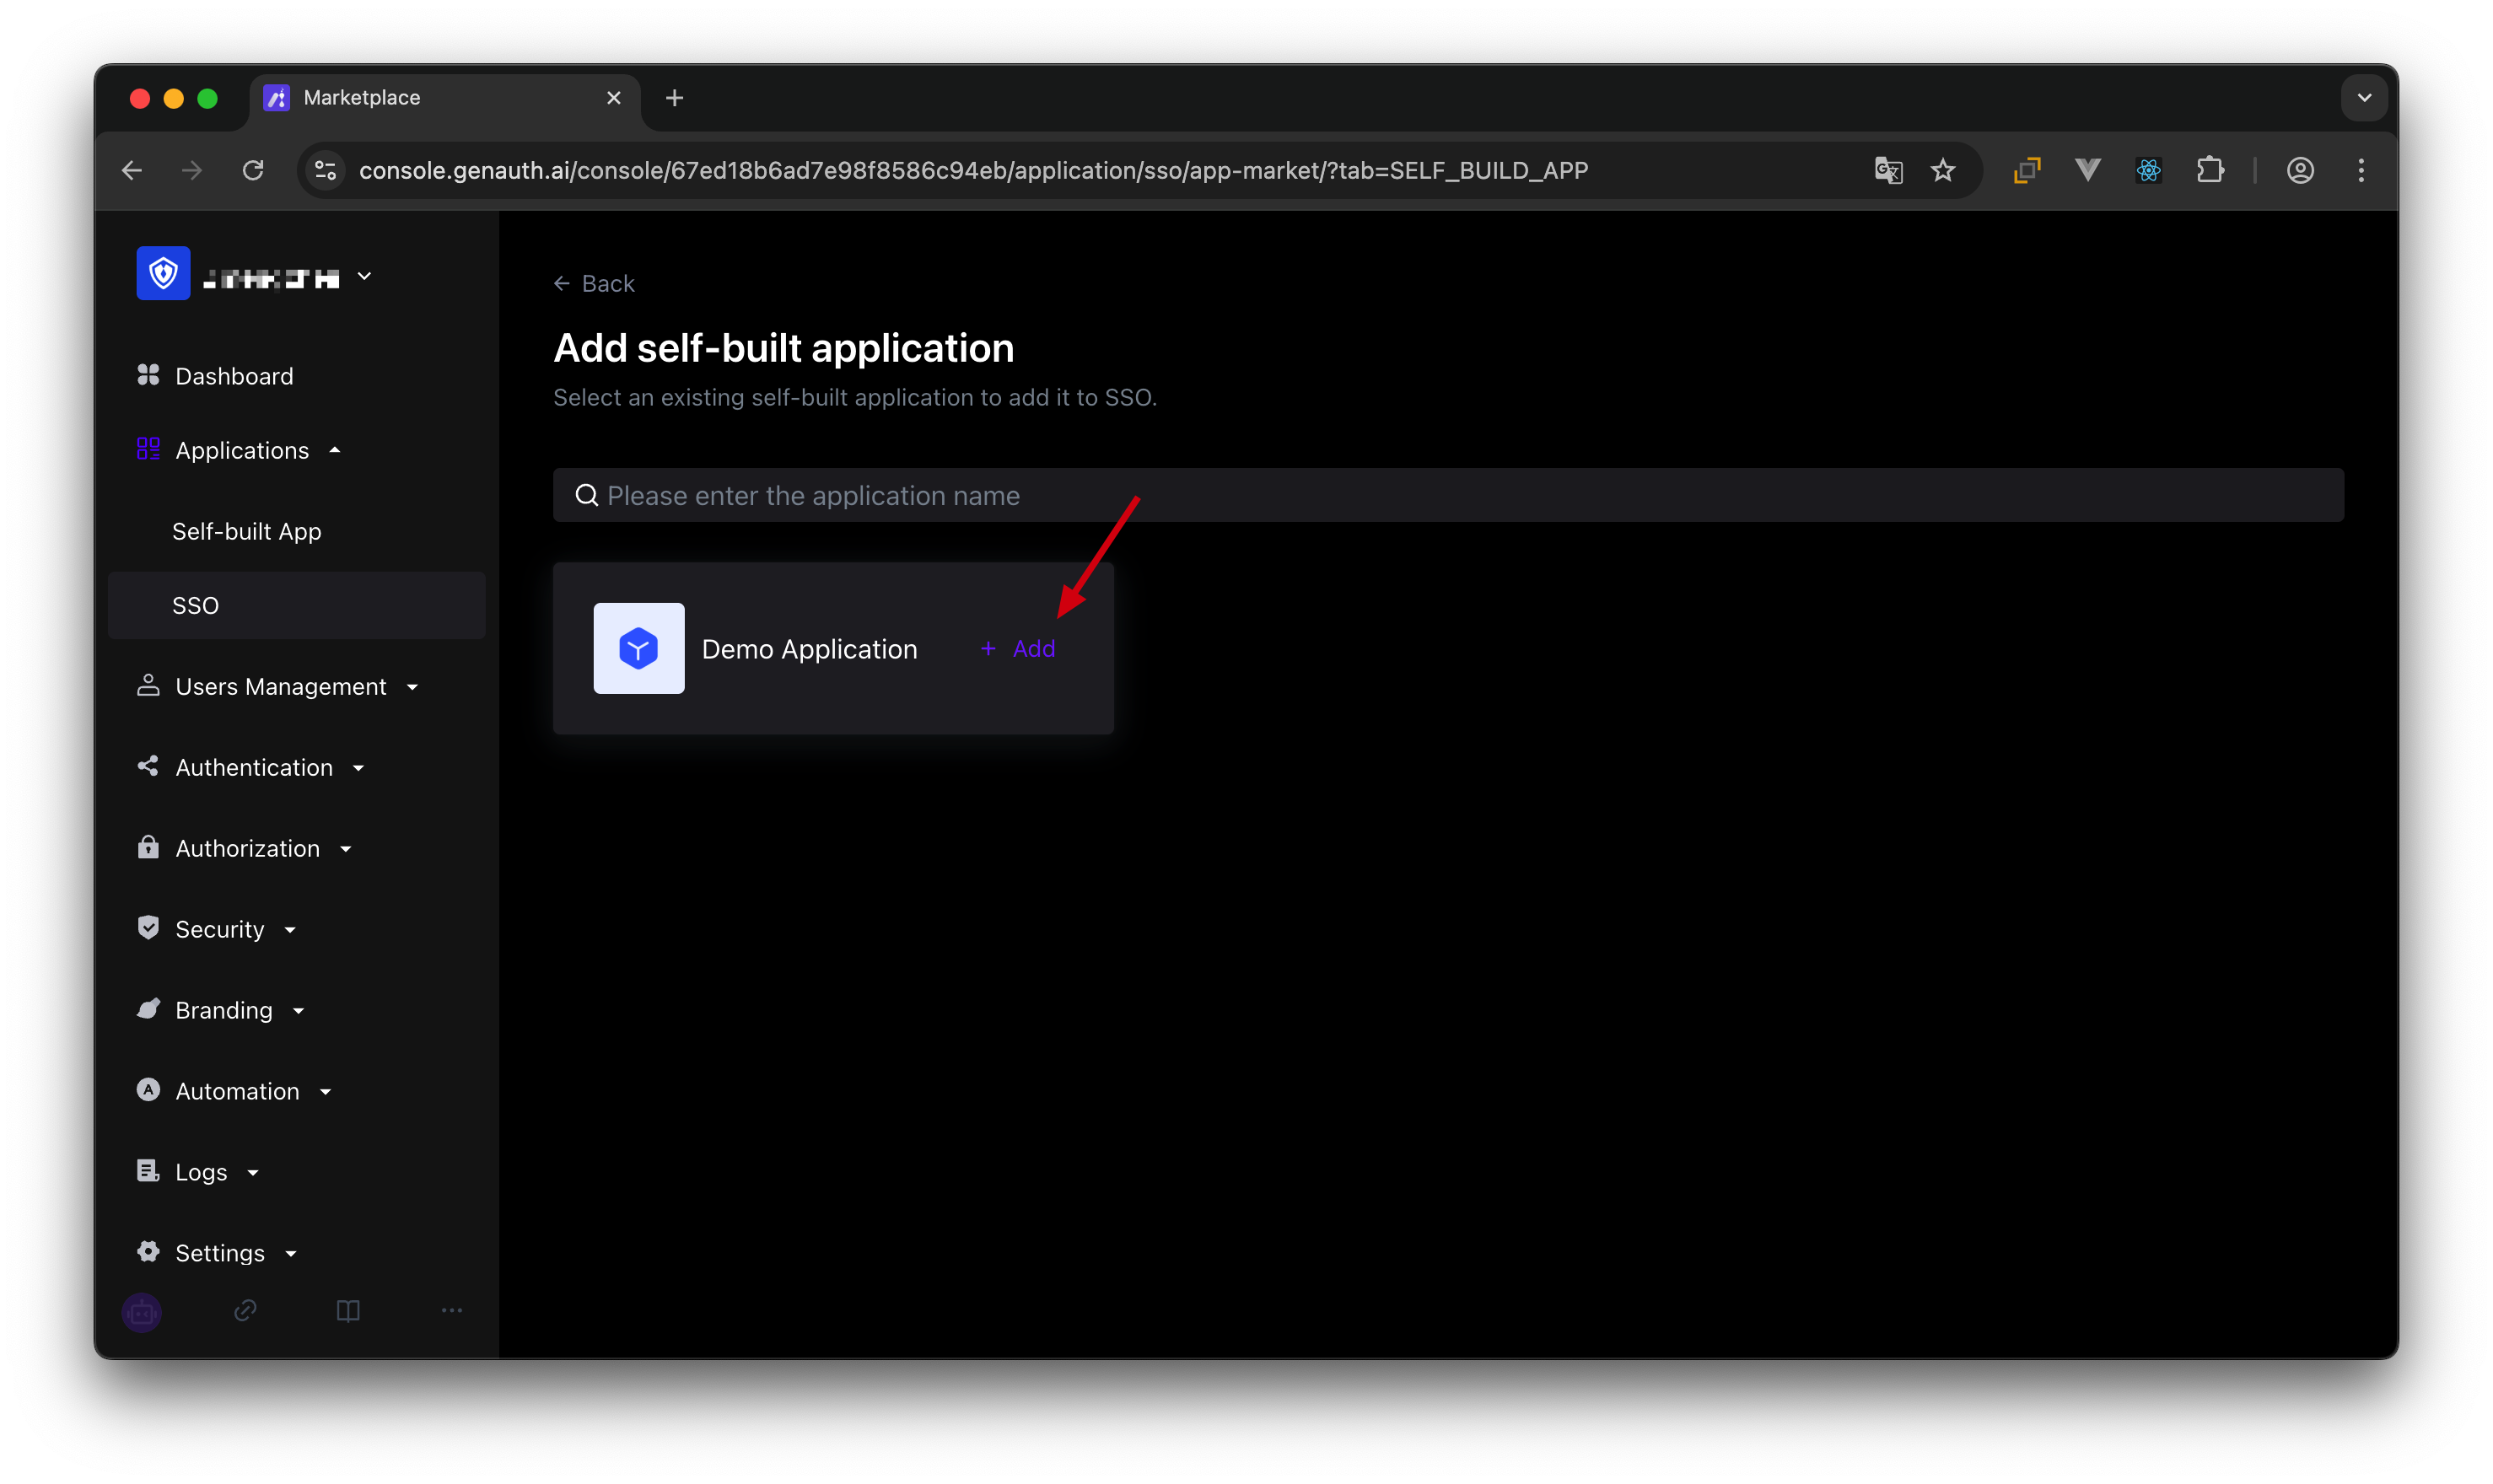 Marketplace
console.genauth.ai/console/67ed18b6ad7e98f8586c94eb/application/sso/app-market/?tab=SELF_BUILD_APP
Dashboard
Applications
Self-built App
SSO
Users Management
Authentication
Authorization
Security
Branding
Automation
Logs
Settings
Back
Add self-built application
Select an existing self-built application to add it to SSO.
Please enter the application name
Demo Application
+ Add